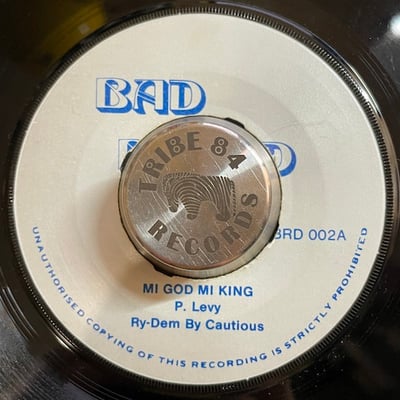 BAD
TRIBE 84
RECORDS
BRD 002A
MI GOD MI KING
P. Levy
Ry-Dem By Cautious
UNAUTHORISED COPYING OF THIS RECORDING IS STRICTLY PROHIBITED